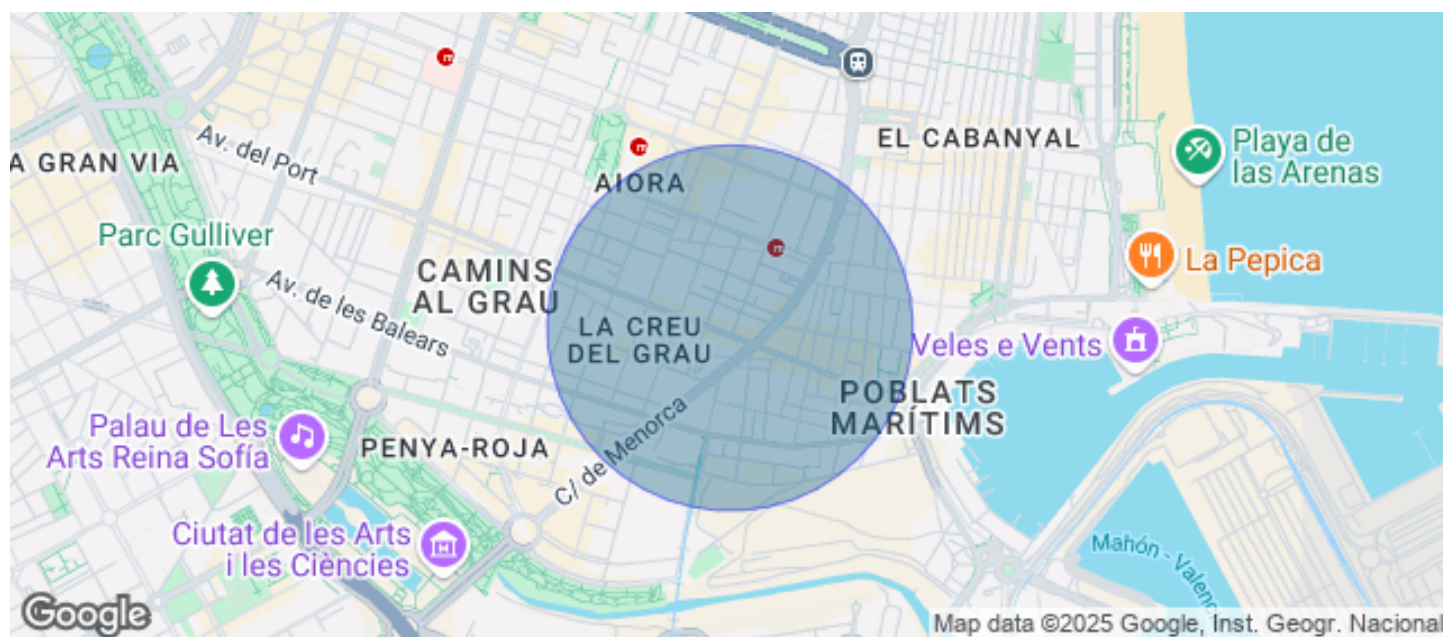 EL CABANYAL
Playa de
las Arenas
Av. del Port
A GRAN VIA
AIORA
Parc Gulliver
CAMINS
AL GRAU
La Pepica
Av. de les Balears
LA CREU
DEL GRAU
Veles e Vents
POBLATS
MARÍTIMS
Palau de Les
Arts Reina Sofía
PENYA-ROJA
C/ de Menorca
Ciutat de les Arts
i les Ciències
Mahón - Valénc
Google
Map data ©2025 Google, Inst. Geogr. Nacional